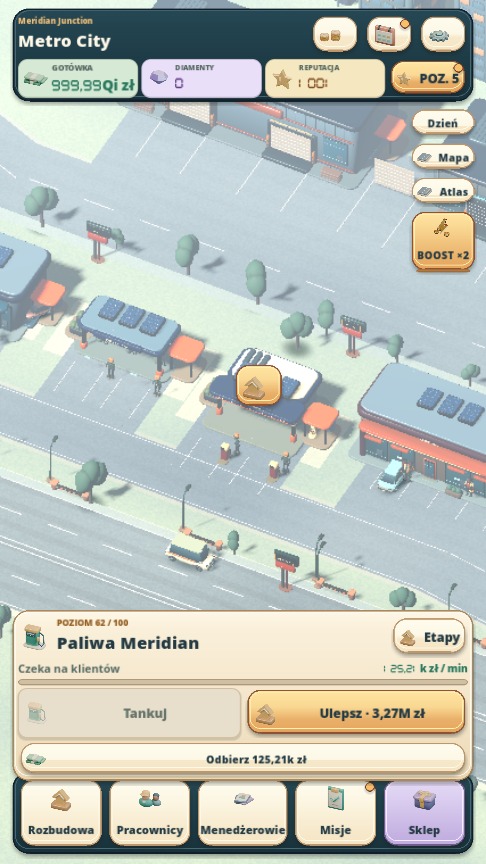 Meridian Junction
Metro City
GOTÓWKA
999,99Qi zł
DIAMENTY
0
REPUTACJA
POZ. 5
Dzień
Mapa
Atlas
BOOST ×2
POZIOM 62 / 100
Paliwa Meridian
Etapy
Czeka na klientów
k zł / min
Tankuj
Ulepsz · 3,27M zł
Odbierz 125,21k zł
Rozbudowa
Pracownicy
Menedżerowie
Misje
Sklep